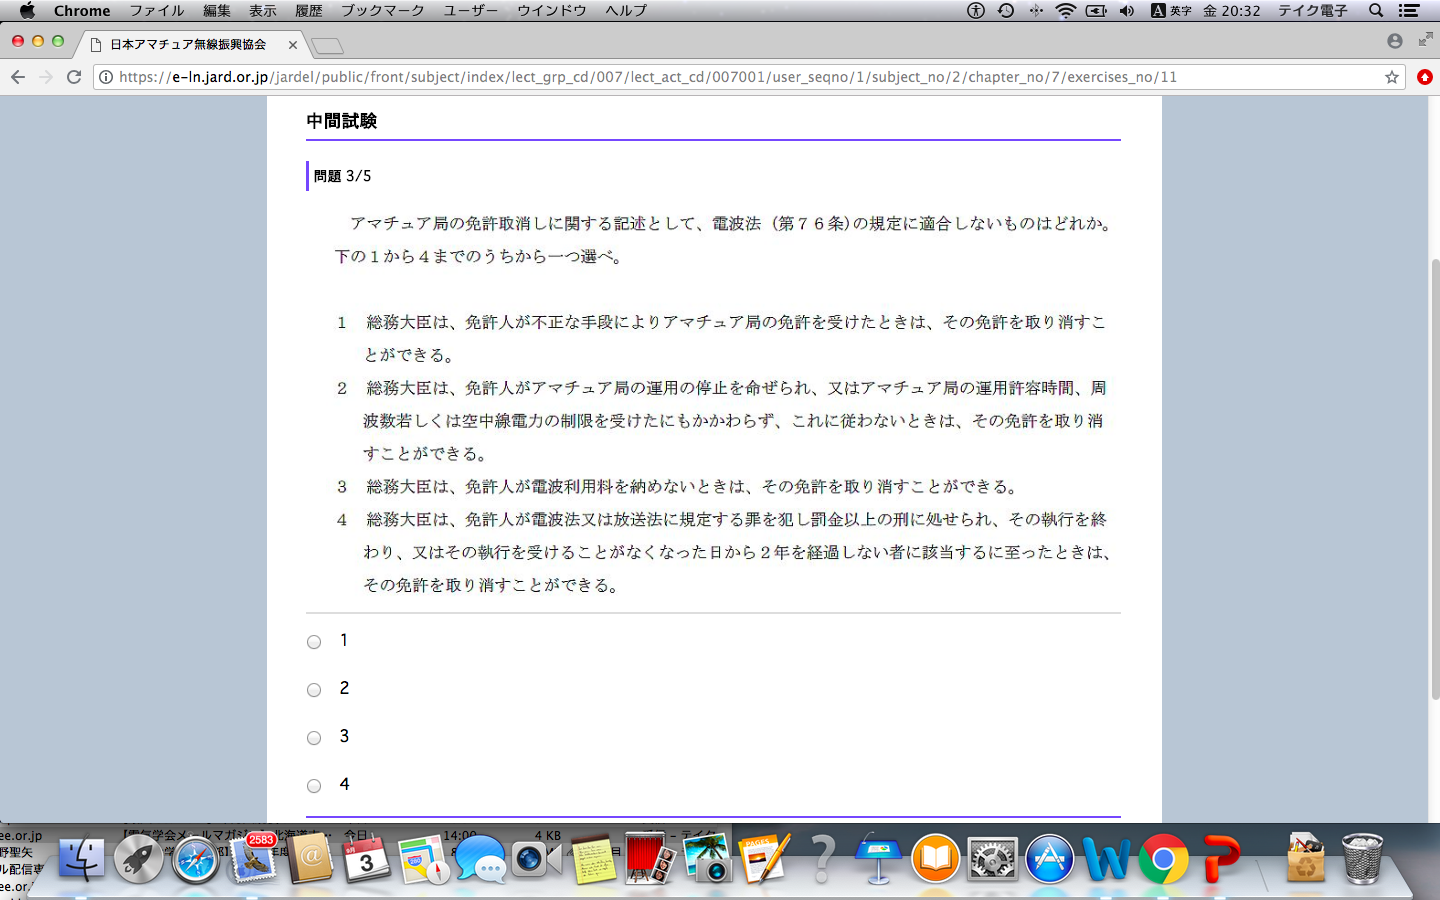 Chrome ファイル 編集 表示 履歴 ブックマーク ユーザー ウインドウ ヘルプ A 英字 金 20:32 テイク電子
日本アマチュア無線振興協会
https://e-ln.jard.or.jp/jardel/public/front/subject/index/lect_grp_cd/007/lect_act_cd/007001/user_seqno/1/subject_no/2/chapter_no/7/exercises_no/11
中間試験
問題 3/5
アマチュア局の免許取消しに関する記述として、電波法（第７６条)の規定に適合しないものはどれか。
下の１から４までのうちから一つ選べ。
１ 総務大臣は、免許人が不正な手段によりアマチュア局の免許を受けたときは、その免許を取り消すこ
とができる。
２ 総務大臣は、免許人がアマチュア局の運用の停止を命ぜられ、又はアマチュア局の運用許容時間、周
波数若しくは空中線電力の制限を受けたにもかかわらず、これに従わないときは、その免許を取り消
すことができる。
３ 総務大臣は、免許人が電波利用料を納めないときは、その免許を取り消すことができる。
４ 総務大臣は、免許人が電波法又は放送法に規定する罪を犯し罰金以上の刑に処せられ、その執行を終
わり、又はその執行を受けることがなくなった日から２年を経過しない者に該当するに至ったときは、
その免許を取り消すことができる。
1
2
3
4
ee.or.jp 今日 14:00 4 KB
野聖矢
ル配信専
ee.or.j
2583
3
PAGES